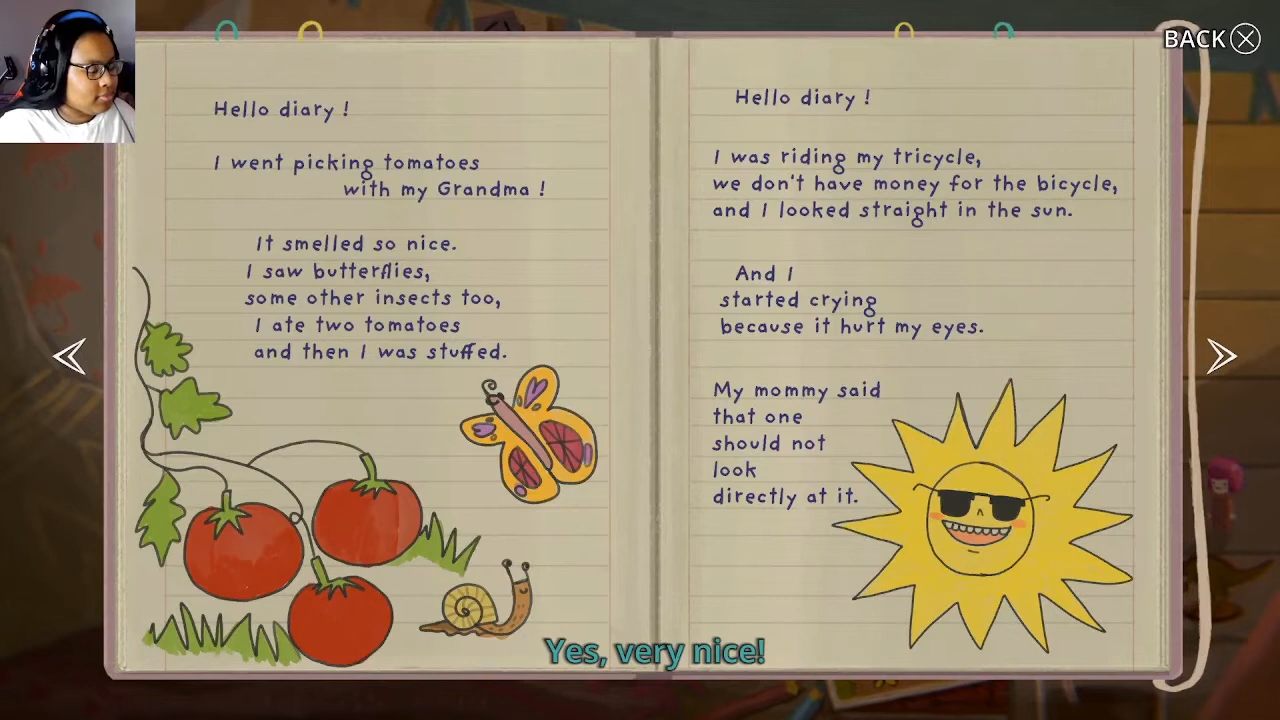 BACK
Hello diary !
I went picking tomatoes
with my Grandma !
It smelled so nice.
I saw butterflies,
some other insects too,
I ate two tomatoes
and then I was stuffed.
Hello diary !
I was riding my tricycle,
we don't have money for the bicycle,
and I looked straight in the sun.
And I
started crying
because it hurt my eyes.
My mommy said
that one
should not
look
directly at it.
Yes, very nice!